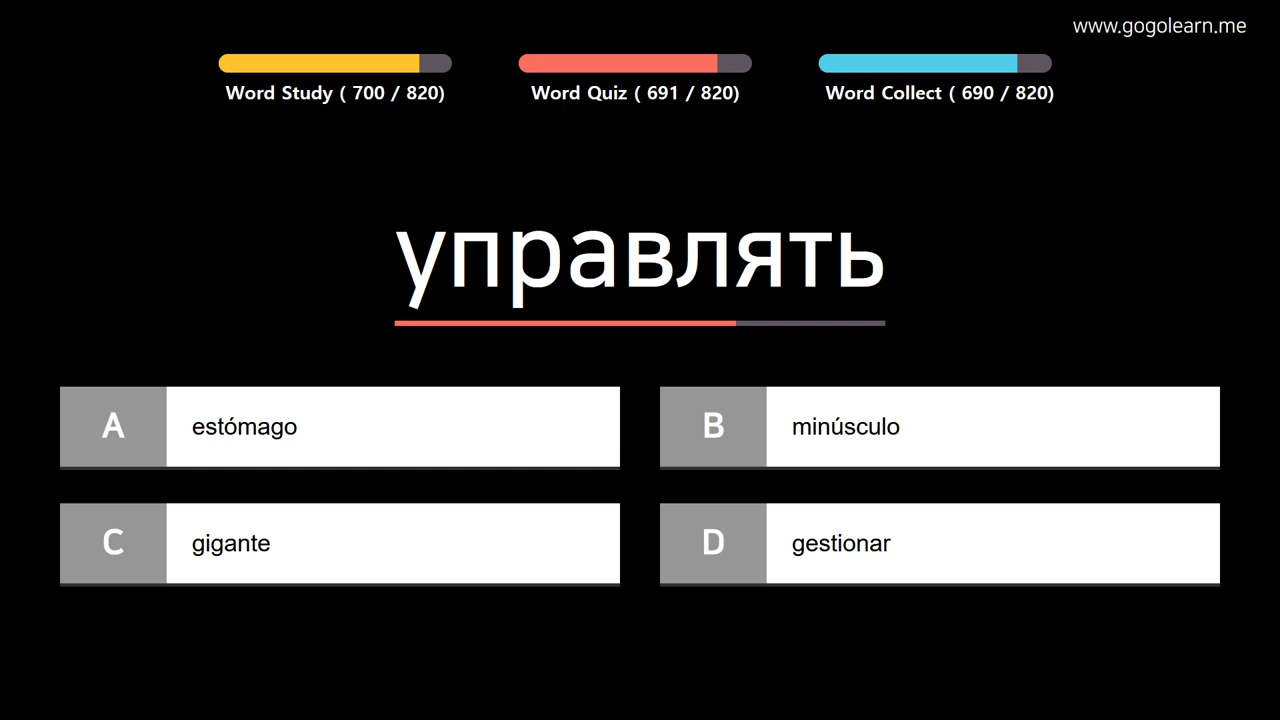 www.gogolearn.me
Word Study ( 700 / 820)
Word Quiz ( 691 / 820)
Word Collect ( 690 / 820)
управлять
A estómago
B minúsculo
C gigante
D gestionar